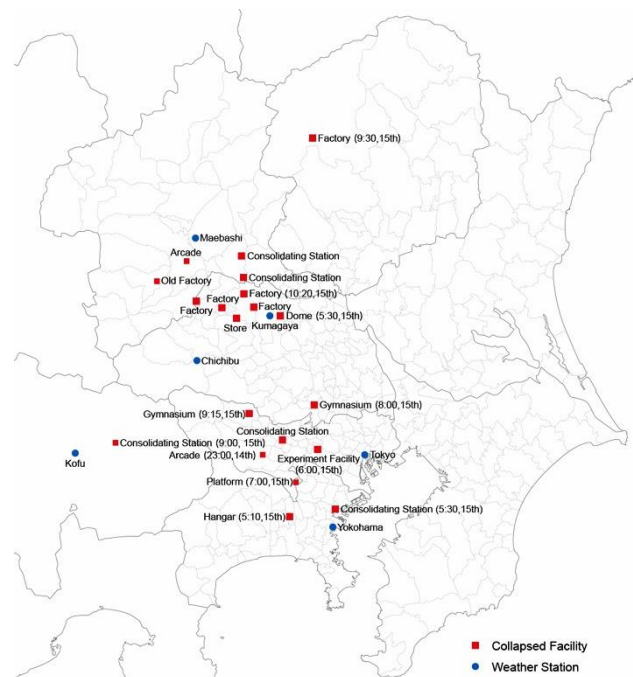 Factory (9:30,15th)
Maebashi
Arcade
Consolidating Station
Consolidating Station
Old Factory
Factory (10:20,15th)
Factory
Factory
Factory
Store
Kumagaya
Dome (5:30,15th)
Chichibu
Gymnasium (8:00,15th)
Gymnasium (9:15,15th)
Consolidating Station
Consolidating Station (9:00, 15th)
Arcade (23:00,14th)
Experiment Facility
(6:00,15th)
Tokyo
Kofu
Platform (7:00,15th)
Consolidating Station (5:30,15th)
Hangar (5:10,15th)
Yokohama
Collapsed Facility
Weather Station